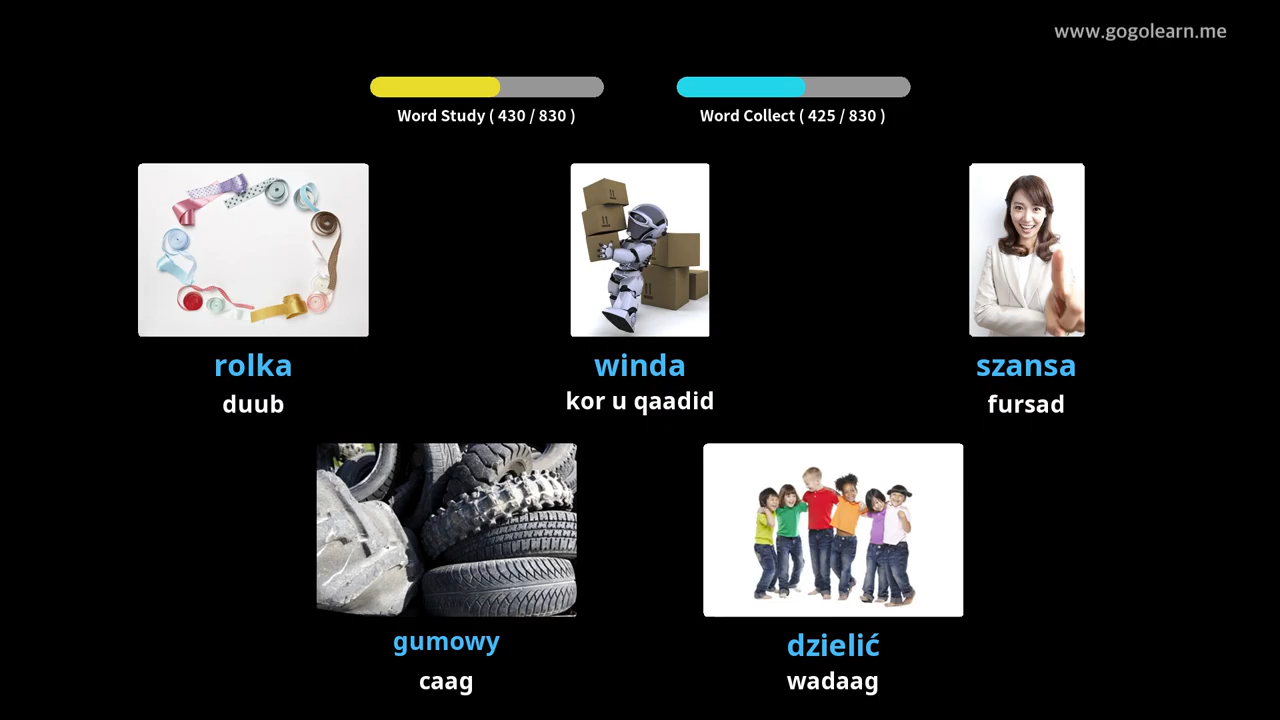 www.gogolearn.me
Word Study ( 430 / 830 )
Word Collect ( 425 / 830 )
rolka
duub
winda
kor u qaadid
szansa
fursad
gumowy
caag
dzielić
wadaag